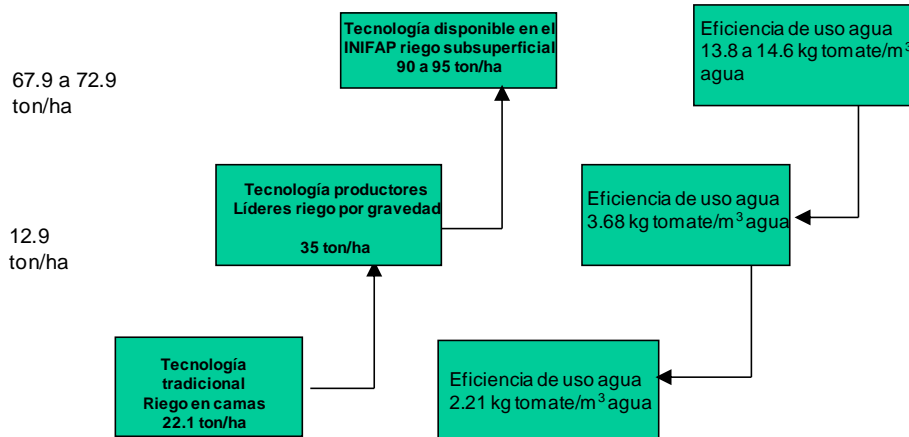 Tecnología disponible en el
INIFAP riego subsuperficial
90 a 95 ton/ha
Eficiencia de uso agua
13.8 a 14.6 kg tomate/m³
agua
67.9 a 72.9
ton/ha
Tecnología productores
Líderes riego por gravedad
35 ton/ha
Eficiencia de uso agua
3.68 kg tomate/m³ agua
12.9
ton/ha
Tecnología
tradicional
Riego en camas
22.1 ton/ha
Eficiencia de uso agua
2.21 kg tomate/m³ agua